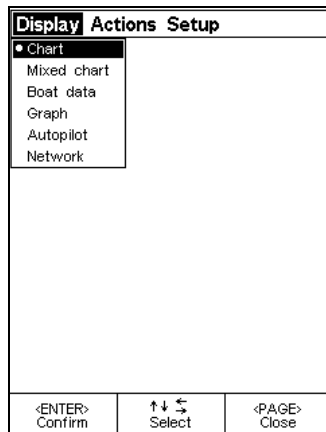 Display Actions Setup
• Chart
Mixed chart
Boat data
Graph
Autopilot
Network
<ENTER> ↑↓ ⇆ <PAGE>
Confirm Select Close